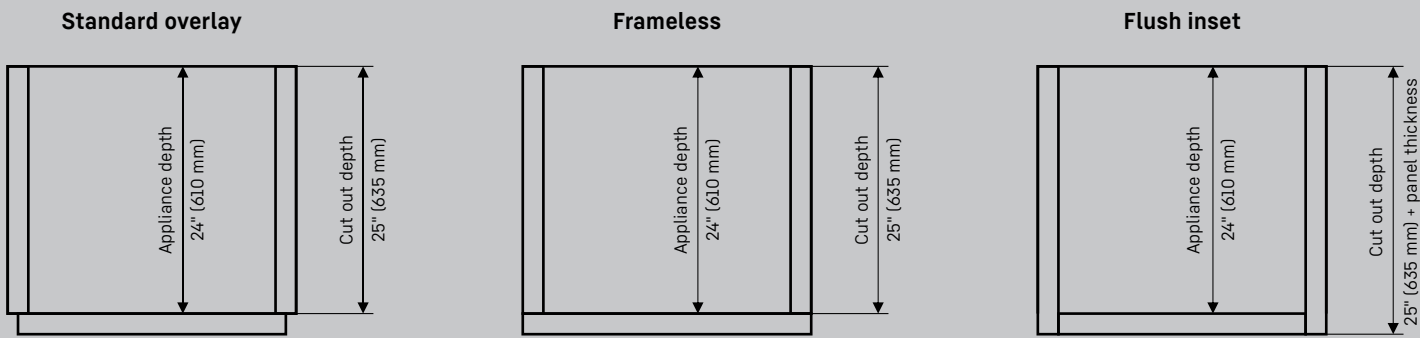 Standard overlay
Appliance depth
24" (610 mm)
Cut out depth
25" (635 mm)
Frameless
Appliance depth
24" (610 mm)
Cut out depth
25" (635 mm)
Flush inset
Appliance depth
24" (610 mm)
Cut out depth
25" (635 mm) + panel thickness